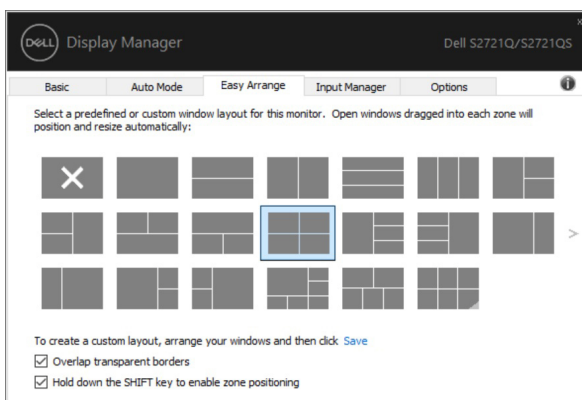 DELL Display Manager
Dell S2721Q/S2721QS
Basic Auto Mode Easy Arrange Input Manager Options
Select a predefined or custom window layout for this monitor. Open windows dragged into each zone will
position and resize automatically:
To create a custom layout, arrange your windows and then click Save
Overlap transparent borders
Hold down the SHIFT key to enable zone positioning